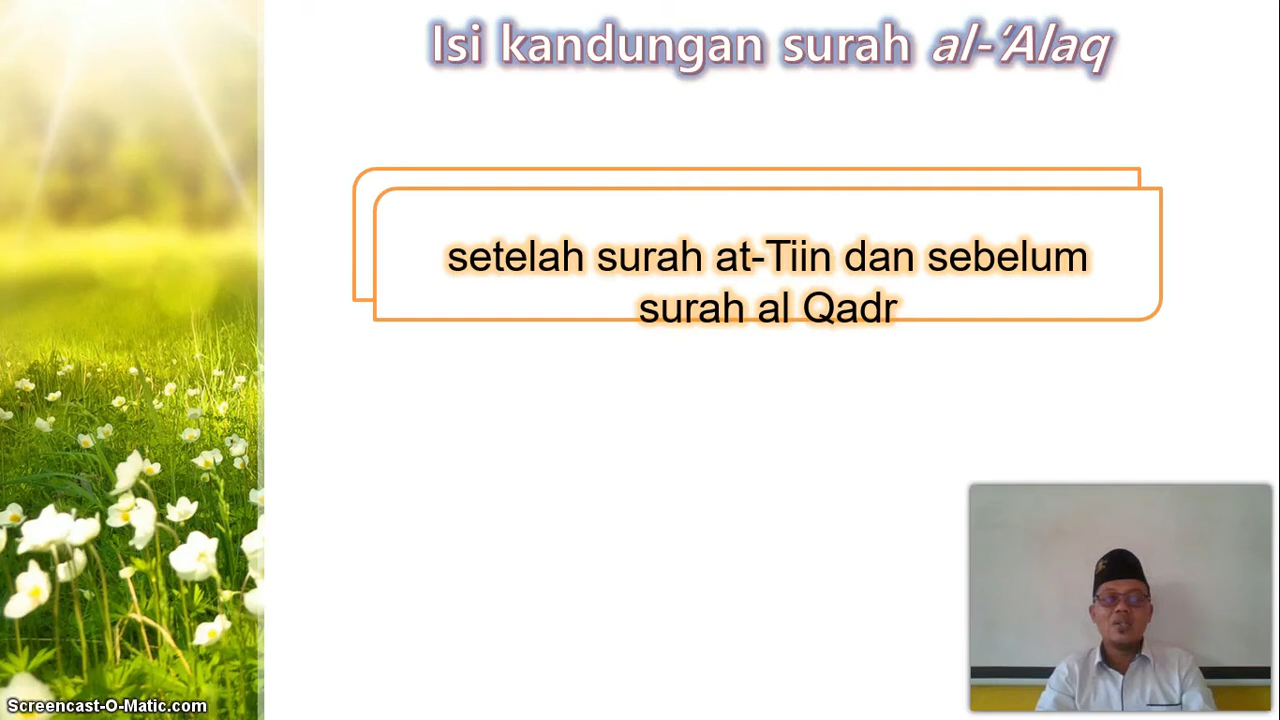 Isi kandungan surah al-‘Alaq
setelah surah at-Tiin dan sebelum
surah al Qadr
Screencast-O-Matic.com